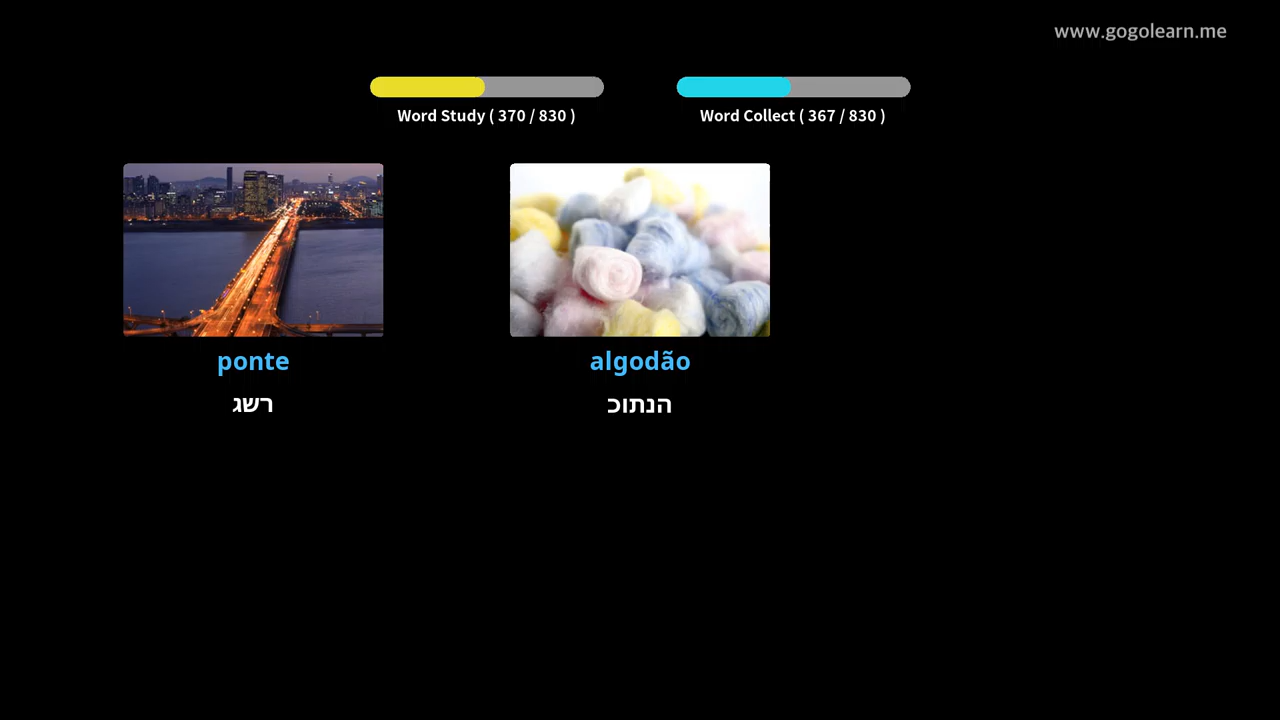 www.gogolearn.me
Word Study ( 370 / 830 )
Word Collect ( 367 / 830 )
ponte
רשג
algodão
הנתוכ